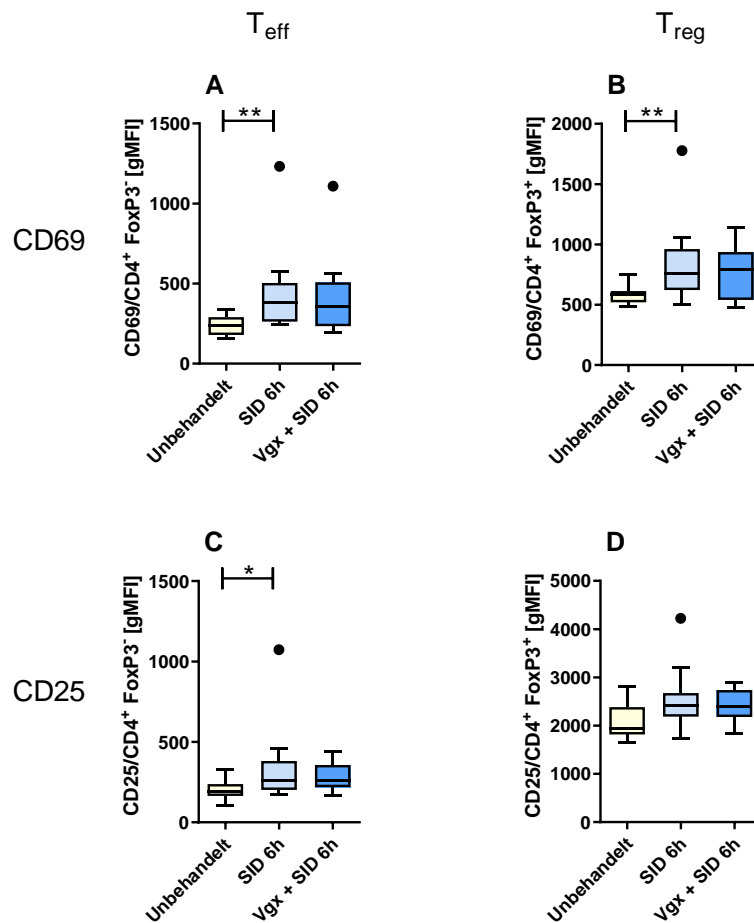 Teff
Treg
CD69
A
**
CD69/CD4+ FoxP3- [gMFI]
1500
1000
500
0
Unbehandelt
SID 6h
Vgx + SID 6h
B
**
CD69/CD4+ FoxP3+ [gMFI]
2000
1500
1000
500
0
Unbehandelt
SID 6h
Vgx + SID 6h
CD25
C
*
CD25/CD4+ FoxP3- [gMFI]
1500
1000
500
0
Unbehandelt
SID 6h
Vgx + SID 6h
D
CD25/CD4+ FoxP3+ [gMFI]
5000
4000
3000
2000
1000
0
Unbehandelt
SID 6h
Vgx + SID 6h